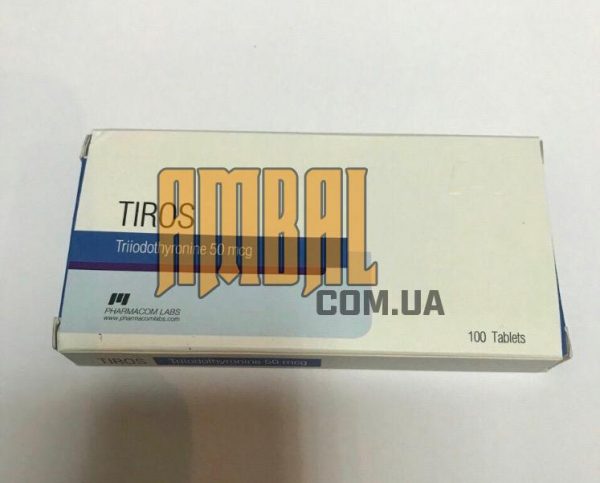 TIROS
AMBAL
Triiodothyronine 50 mcg
COM.UA
PHARMACOM LABS
www.pharmacomlabs.com
100 Tablets
TIROS Triiodothyronine 50 mcg